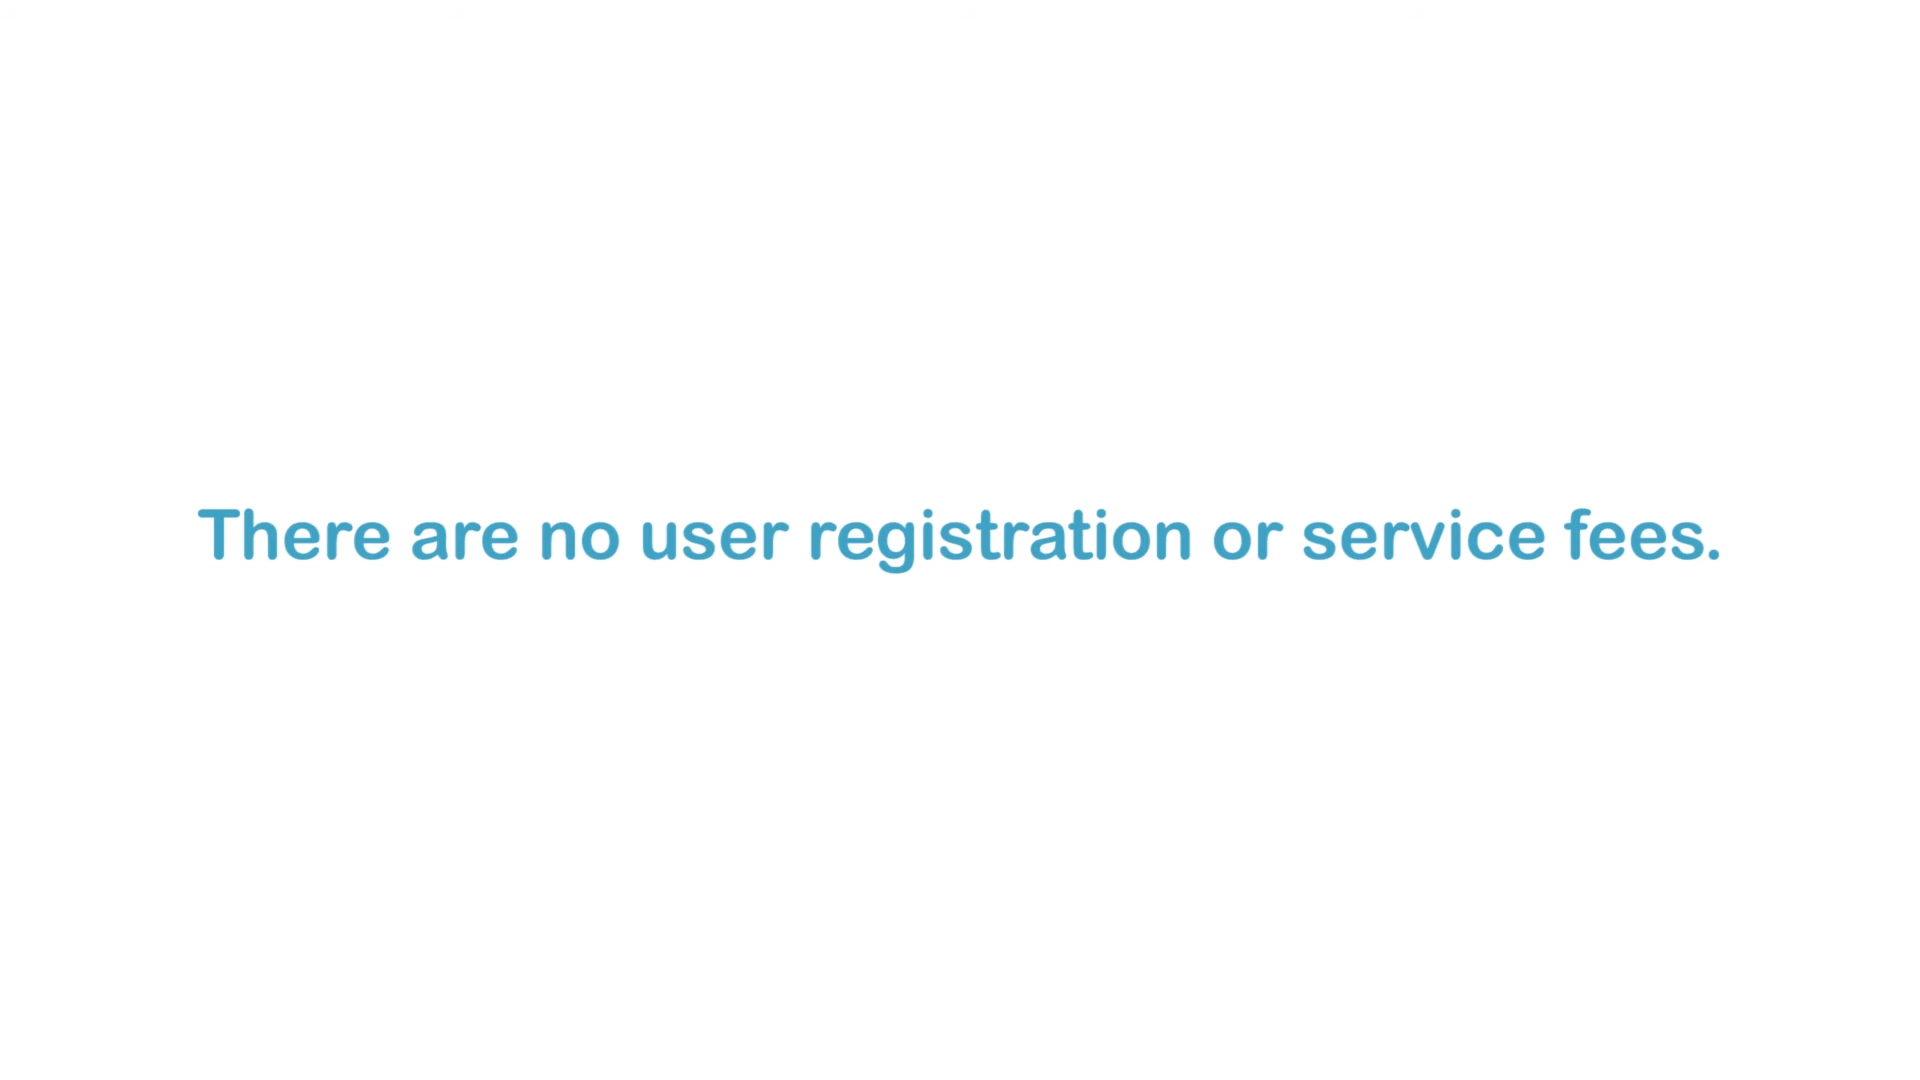 There are no user registration or service fees.